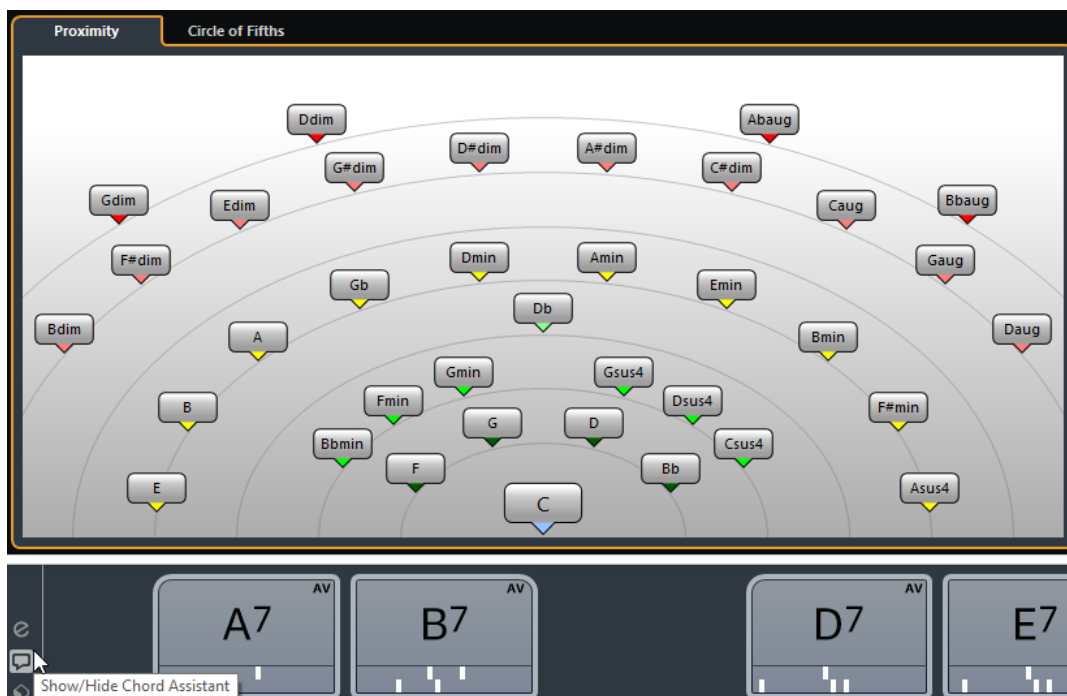 Proximity
Circle of Fifths
Ddim
Abaug
D#dim
A#dim
G#dim
C#dim
Gdim
Edim
Caug
Bbaug
F#dim
Dmin
Amin
Gaug
Gb
Emin
Db
Bdim
A
Bmin
Daug
Gmin
Gsus4
Fmin
Dsus4
B
F#min
G
D
Bbmin
Csus4
F
Bb
E
Asus4
C
AV
AV
AV
A7
B7
D7
E7
e
Show/Hide Chord Assistant